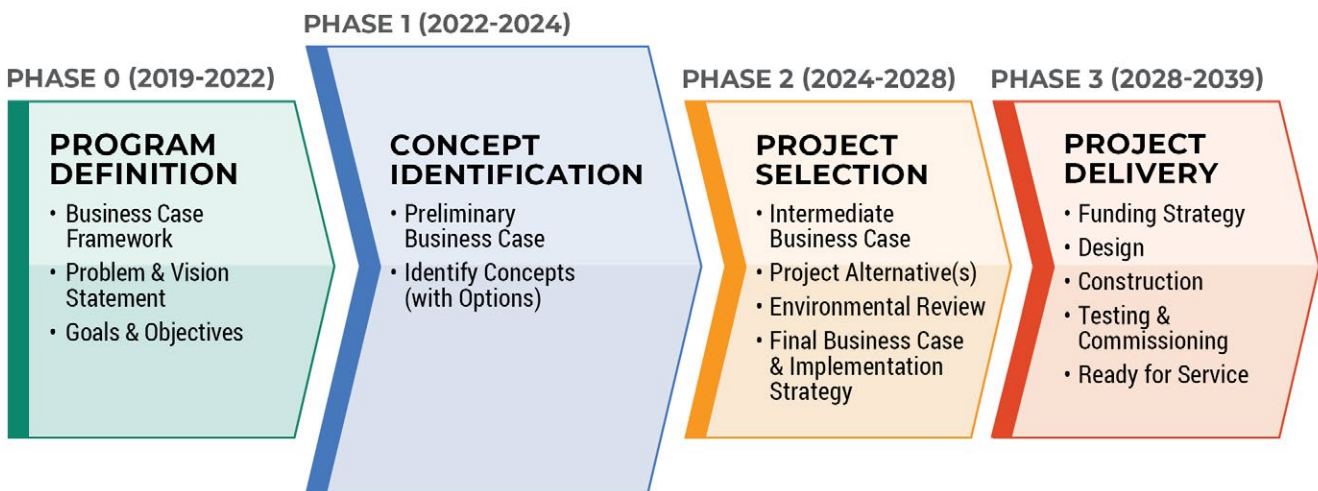 PHASE 0 (2019-2022)
PROGRAM
DEFINITION
• Business Case
Framework
• Problem & Vision
Statement
• Goals & Objectives
PHASE 1 (2022-2024)
CONCEPT
IDENTIFICATION
• Preliminary
Business Case
• Identify Concepts
(with Options)
PHASE 2 (2024-2028)
PROJECT
SELECTION
• Intermediate
Business Case
• Project Alternative(s)
• Environmental Review
• Final Business Case
& Implementation
Strategy
PHASE 3 (2028-2039)
PROJECT
DELIVERY
• Funding Strategy
• Design
• Construction
• Testing &
Commissioning
• Ready for Service